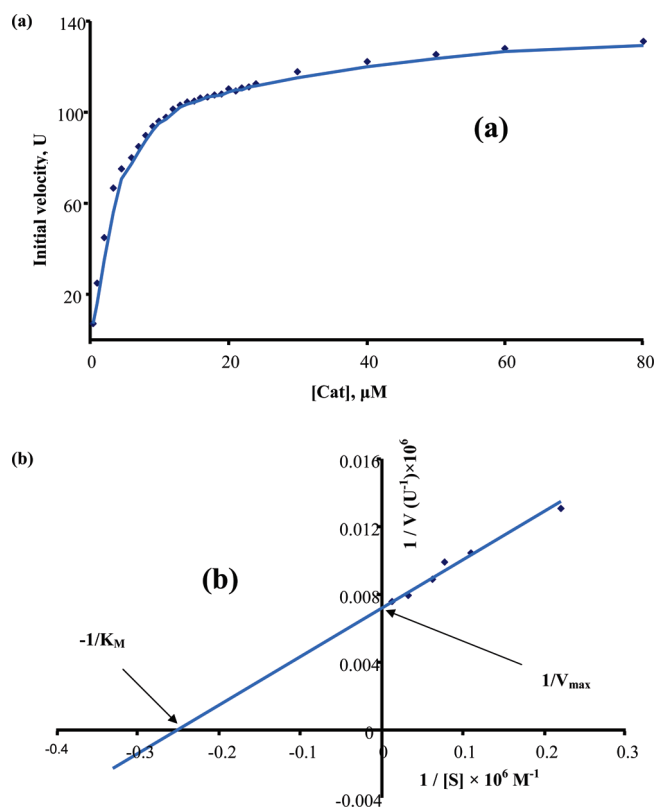 (a)
140
100
60
20
Initial velocity, U
(a)
0 20 40 60 80
[Cat], µM
(b)
0.016
0.012
0.008
0.004
0
-0.004
1 / V (U⁻¹)×10⁶
(b)
-1/K_M
1/V_max
-0.4 -0.3 -0.2 -0.1 0 0.1 0.2 0.3
1 / [S] × 10⁶ M⁻¹